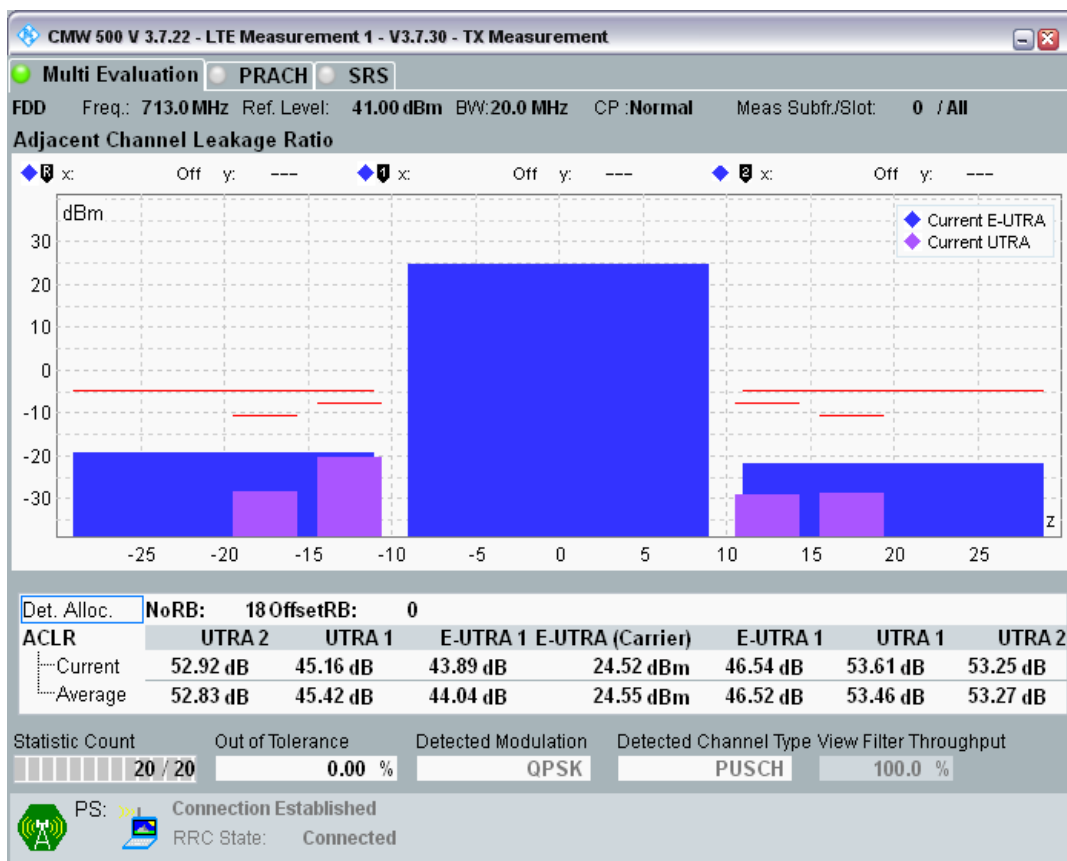 CMW 500 V 3.7.22 - LTE Measurement 1 - V3.7.30 - TX Measurement
Multi Evaluation PRACH SRS
FDD Freq.: 713.0 MHz Ref. Level: 41.00 dBm BW:20.0 MHz CP :Normal Meas Subfr./Slot: 0 / All
Adjacent Channel Leakage Ratio
R x: Off y: --- 1 x: Off y: --- 2 x: Off y: ---
dBm
Current E-UTRA
Current UTRA
30
20
10
0
-10
-20
-30
z
-25 -20 -15 -10 -5 0 5 10 15 20 25
Det. Alloc. NoRB: 18 OffsetRB: 0
ACLR UTRA 2 UTRA 1 E-UTRA 1 E-UTRA (Carrier) E-UTRA 1 UTRA 1 UTRA 2
Current 52.92 dB 45.16 dB 43.89 dB 24.52 dBm 46.54 dB 53.61 dB 53.25 dB
Average 52.83 dB 45.42 dB 44.04 dB 24.55 dBm 46.52 dB 53.46 dB 53.27 dB
Statistic Count Out of Tolerance Detected Modulation Detected Channel Type View Filter Throughput
20 / 20 0.00 % QPSK PUSCH 100.0 %
PS: Connection Established
RRC State: Connected